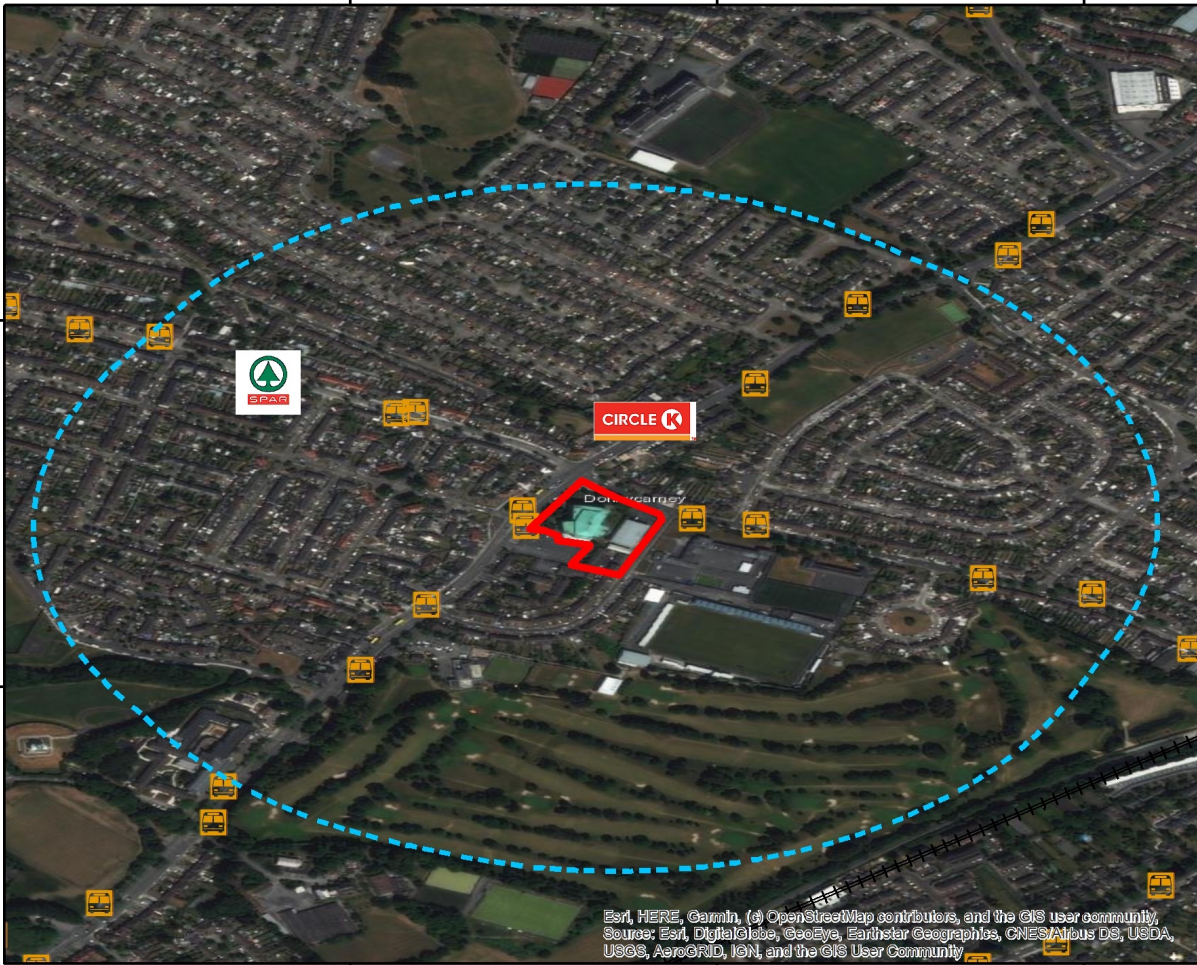 SPAR
CIRCLE K
Donnycarney
Esri, HERE, Garmin, (c) OpenStreetMap contributors, and the GIS user community,
Source: Esri, DigitalGlobe, GeoEye, Earthstar Geographics, CNES/Airbus DS, USDA,
USGS, AeroGRID, IGN, and the GIS User Community